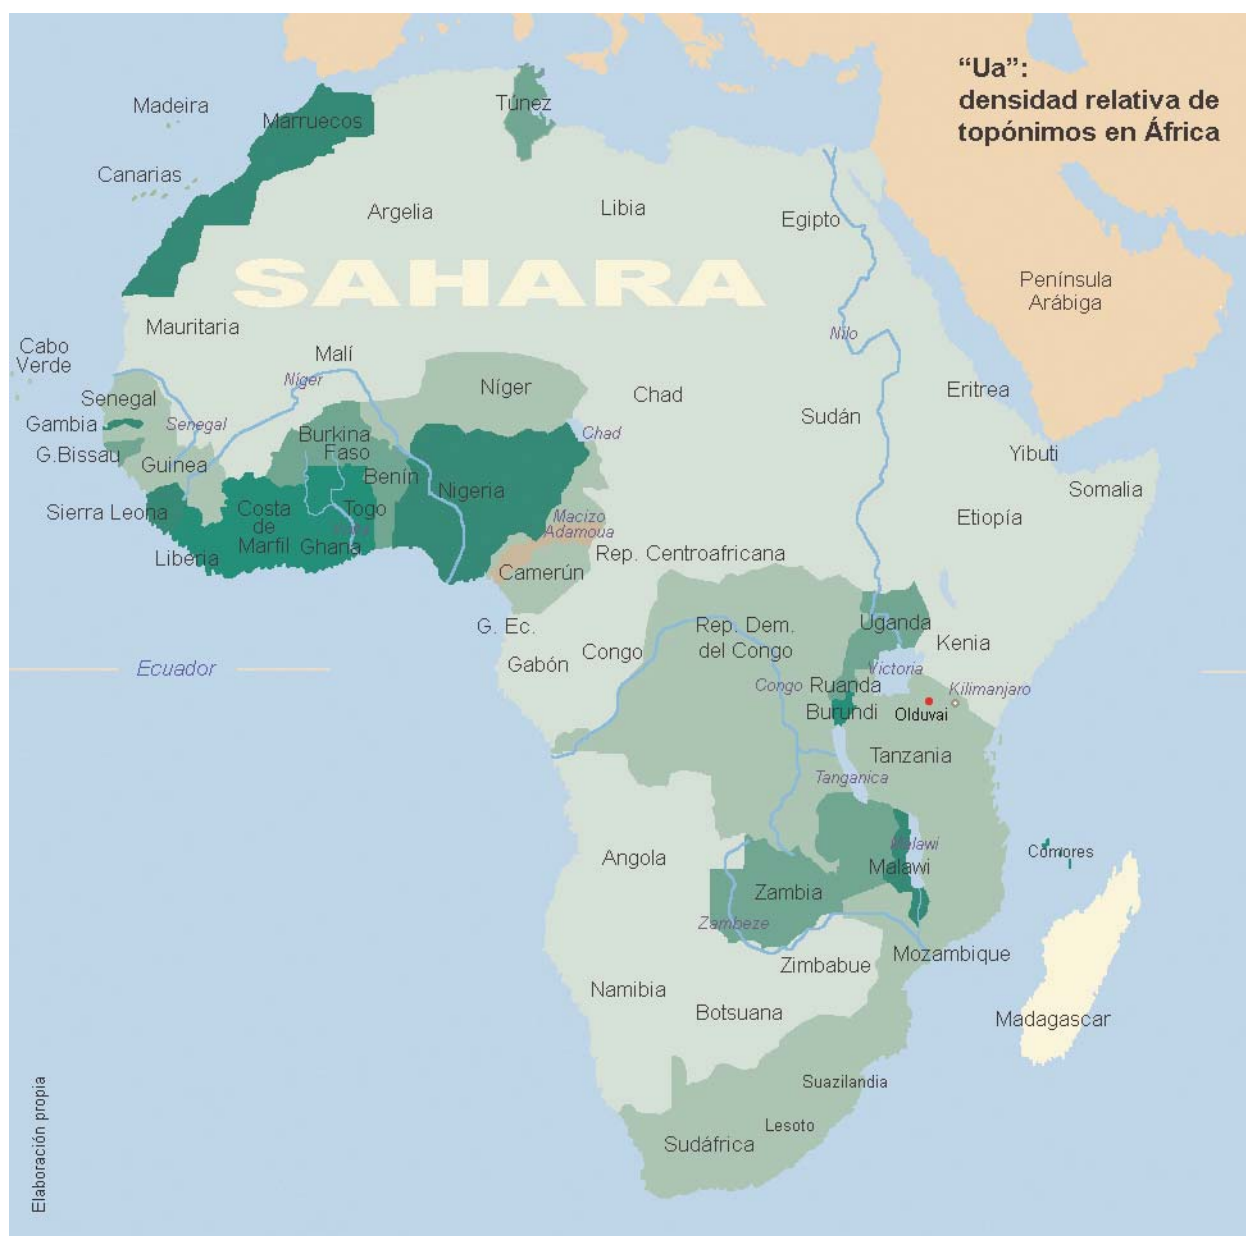 “Ua”:
densidad relativa de
topónimos en África
Madeira
Marruecos
Túnez
Canarias
Argelia
Libia
Egipto
SAHARA
Península
Arábiga
Mauritaria
Nilo
Cabo
Verde
Malí
Níger
Níger
Chad
Eritrea
Senegal
Sudán
Gambia
Senegal
Burkina
Faso
Chad
G.Bissau
Guinea
Yibuti
Benín
Nigeria
Somalia
Sierra Leona
Costa
de
Marfil
Togo
Macizo
Adamoua
Etiopía
Liberia
Ghana
Rep. Centroafricana
Camerún
G. Ec.
Rep. Dem.
del Congo
Uganda
Kenia
Ecuador
Gabón
Congo
Victoria
Congo
Ruanda
Kilimanjaro
Burundi
Olduvai
Tanzania
Tanganica
Angola
Malawi
Malawi
Comores
Zambia
Zambeze
Mozambique
Zimbabue
Namibia
Botsuana
Madagascar
Suazilandia
Lesoto
Sudáfrica
Elaboración propia